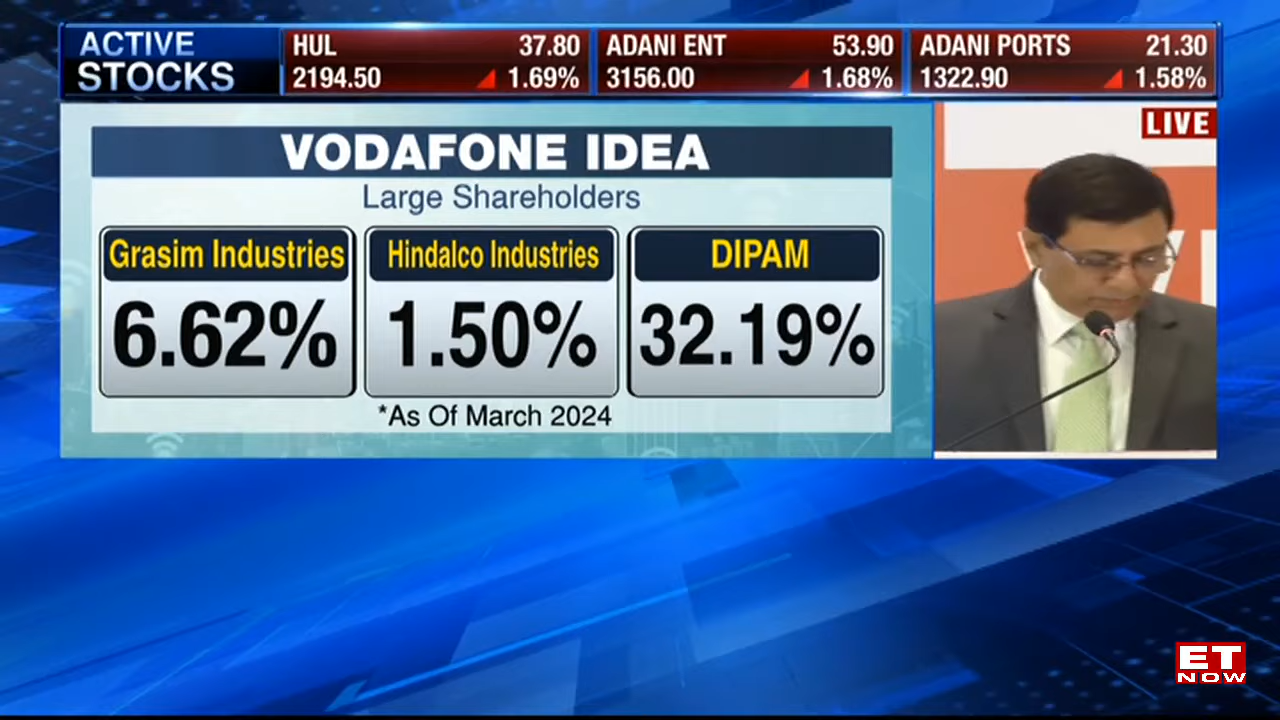 ACTIVE
STOCKS
HUL 37.80
2194.50 1.69%
ADANI ENT 53.90
3156.00 1.68%
ADANI PORTS 21.30
1322.90 1.58%
LIVE
VODAFONE IDEA
Large Shareholders
Grasim Industries
6.62%
Hindalco Industries
1.50%
DIPAM
32.19%
*As Of March 2024
ET
NOW